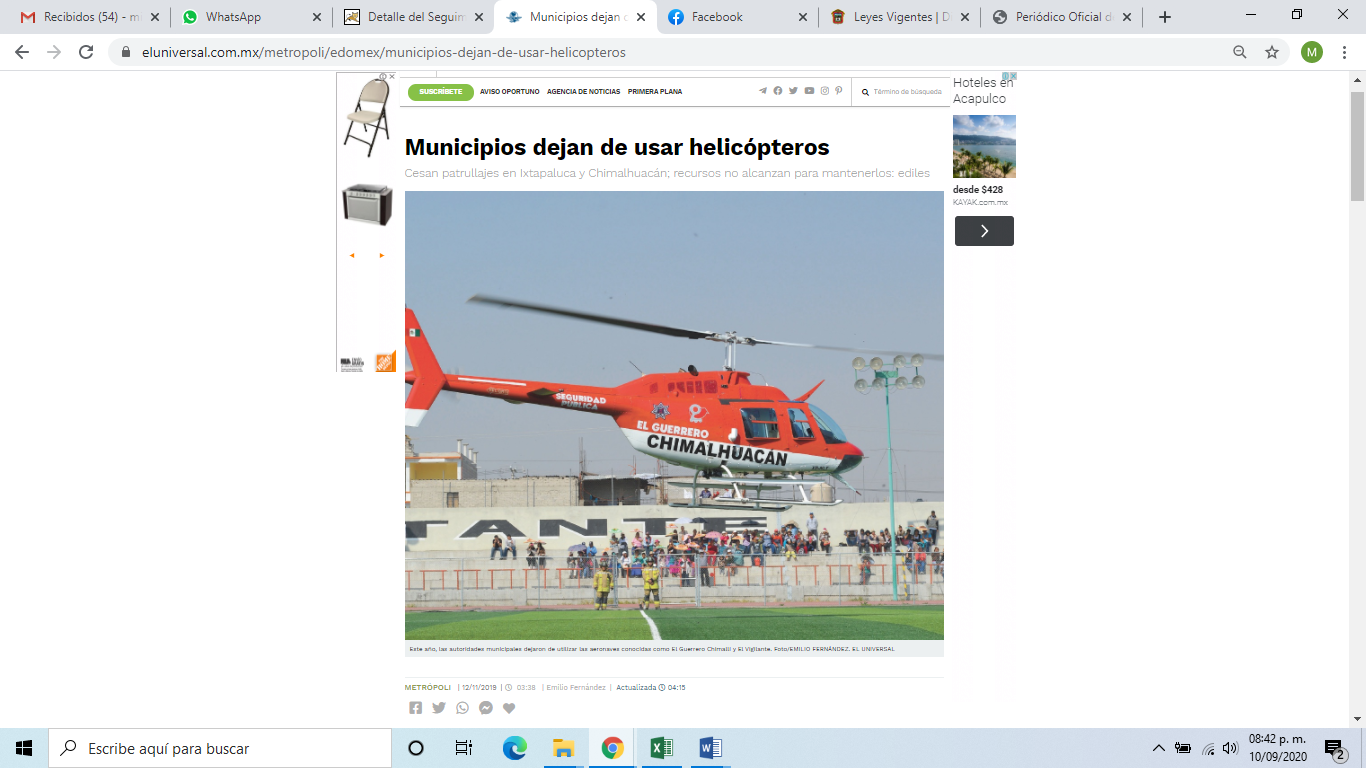 Recibidos (54) - m
WhatsApp
Detalle del Seguim
Municipios dejan
Facebook
Leyes Vigentes | D
Periódico Oficial d
eluniversal.com.mx/metropoli/edomex/municipios-dejan-de-usar-helicopteros
M
SUSCRÍBETE
AVISO OPORTUNO AGENCIA DE NOTICIAS PRIMERA PLANA
Término de búsqueda
Hoteles en
Acapulco
desde $428
KAYAK.com.mx
Municipios dejan de usar helicópteros
Cesan patrullajes en Ixtapaluca y Chimalhuacán; recursos no alcanzan para mantenerlos: ediles
SEGURIDAD
PÚBLICA
EL GUERRERO
CHIMALHUACÁN
TANTE
Este año, las autoridades municipales dejaron de utilizar las aeronaves conocidas como El Guerrero Chimalli y El Vigilante. Foto/EMILIO FERNÁNDEZ. EL UNIVERSAL
METRÓPOLI | 12/11/2019 | 03:38 | Emilio Fernández | Actualizada 04:15
Escribe aquí para buscar
08:42 p. m.
10/09/2020
2